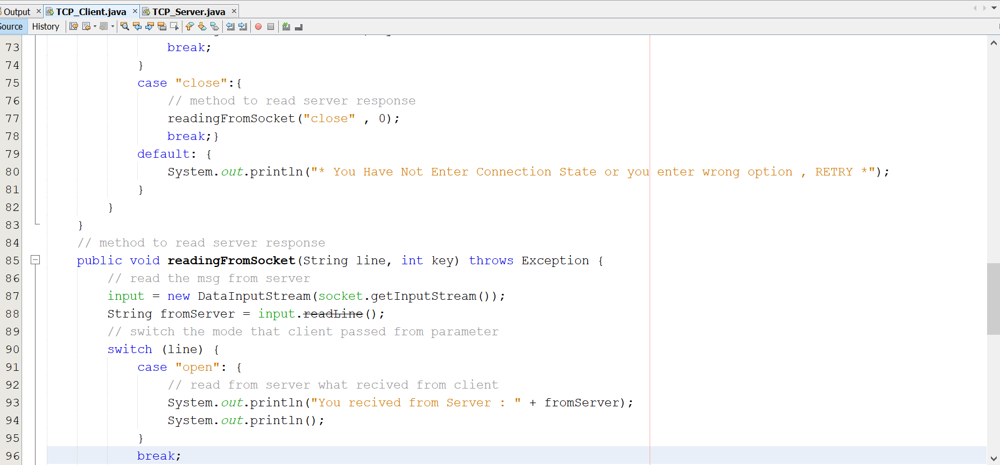 Output × TCP_Client.java × TCP_Server.java ×
Source History
73 break;
74 }
75 case "close":{
76 // method to read server response
77 readingFromSocket("close" , 0);
78 break;}
79 default: {
80 System.out.println("* You Have Not Enter Connection State or you enter wrong option , RETRY *");
81 }
82 }
83 }
84 // method to read server response
85 public void readingFromSocket(String line, int key) throws Exception {
86 // read the msg from server
87 input = new DataInputStream(socket.getInputStream());
88 String fromServer = input.readLine();
89 // switch the mode that client passed from parameter
90 switch (line) {
91 case "open": {
92 // read from server what recived from client
93 System.out.println("You recived from Server : " + fromServer);
94 System.out.println();
95 }
96 break;